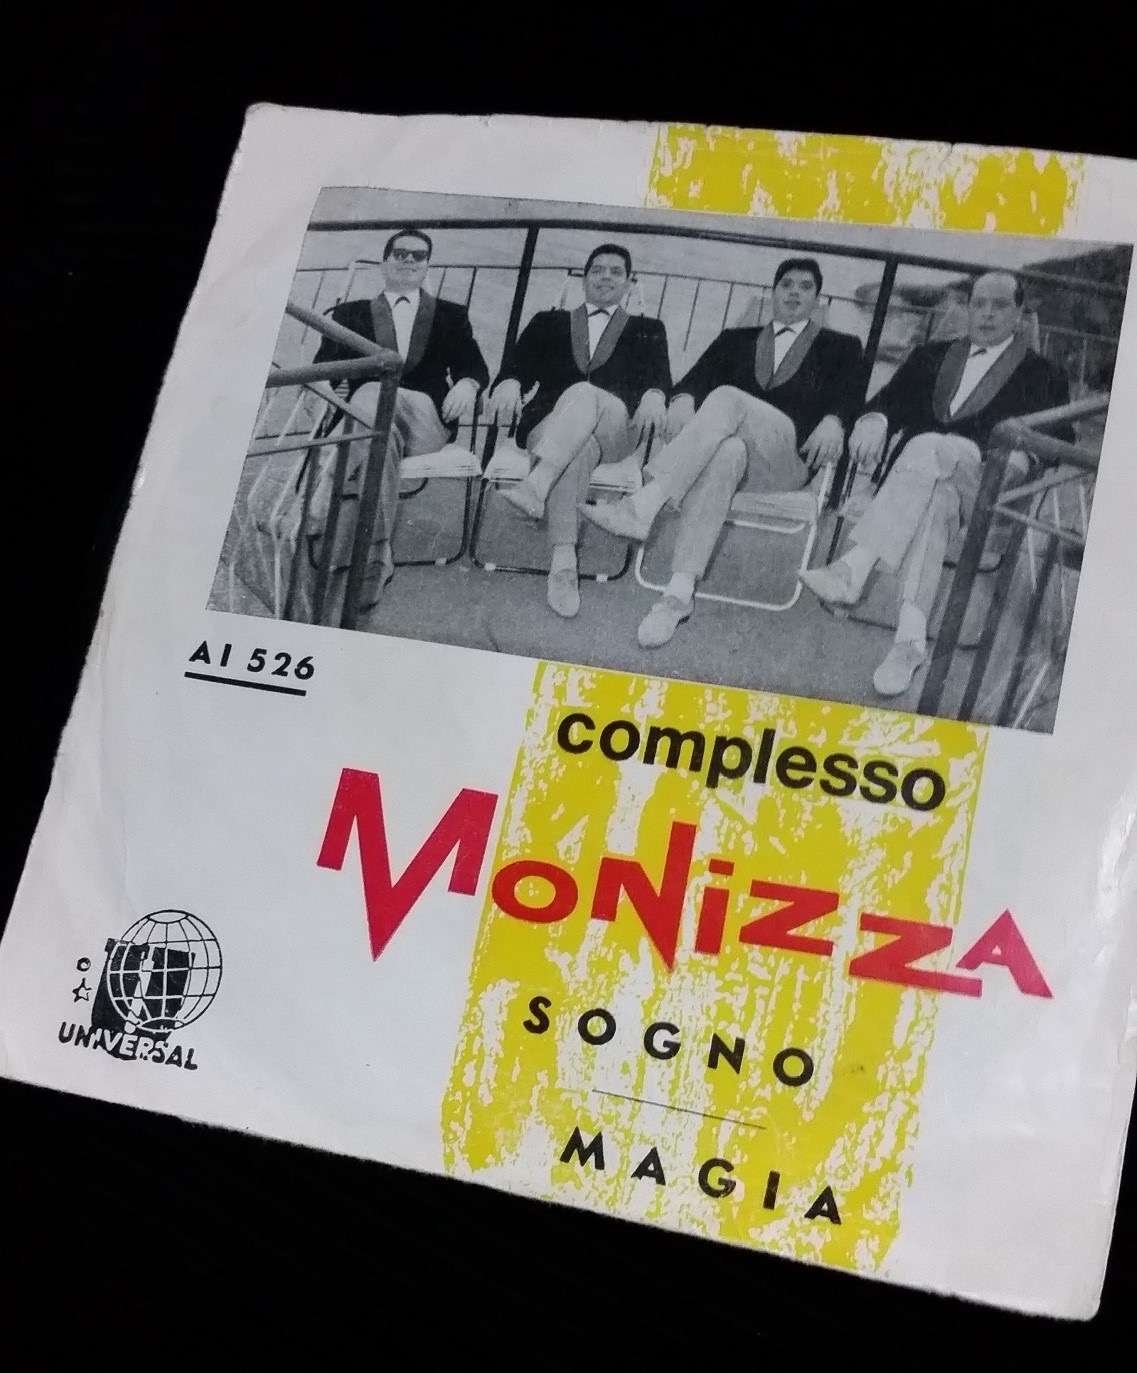 AI 526
complesso
MONiZZA
SOGNO
MAGIA
UNIVERSAL